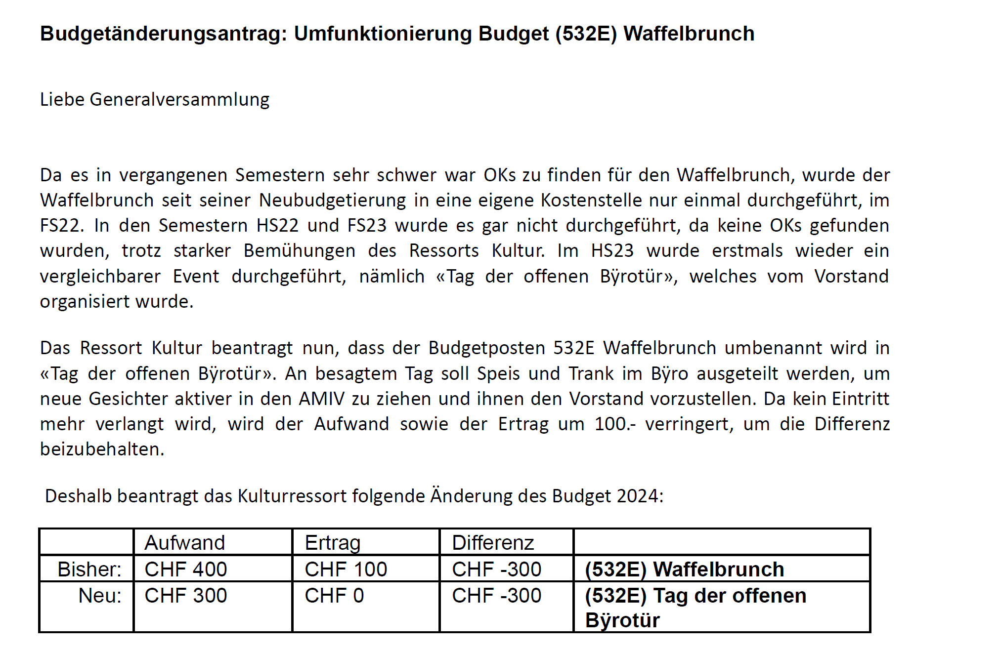 Budgetänderungsantrag: Umfunktionierung Budget (532E) Waffelbrunch
Liebe Generalversammlung
Da es in vergangenen Semestern sehr schwer war OKs zu finden für den Waffelbrunch, wurde der
Waffelbrunch seit seiner Neubudgetierung in eine eigene Kostenstelle nur einmal durchgeführt, im
FS22. In den Semestern HS22 und FS23 wurde es gar nicht durchgeführt, da keine OKs gefunden
wurden, trotz starker Bemühungen des Ressorts Kultur. Im HS23 wurde erstmals wieder ein
vergleichbarer Event durchgeführt, nämlich «Tag der offenen Bÿrotür», welches vom Vorstand
organisiert wurde.
Das Ressort Kultur beantragt nun, dass der Budgetposten 532E Waffelbrunch umbenannt wird in
«Tag der offenen Bÿrotür». An besagtem Tag soll Speis und Trank im Bÿro ausgeteilt werden, um
neue Gesichter aktiver in den AMIV zu ziehen und ihnen den Vorstand vorzustellen. Da kein Eintritt
mehr verlangt wird, wird der Aufwand sowie der Ertrag um 100.- verringert, um die Differenz
beizubehalten.
Deshalb beantragt das Kulturressort folgende Änderung des Budget 2024:
Aufwand Ertrag Differenz
Bisher: CHF 400 CHF 100 CHF -300 (532E) Waffelbrunch
Neu: CHF 300 CHF 0 CHF -300 (532E) Tag der offenen
Bÿrotür